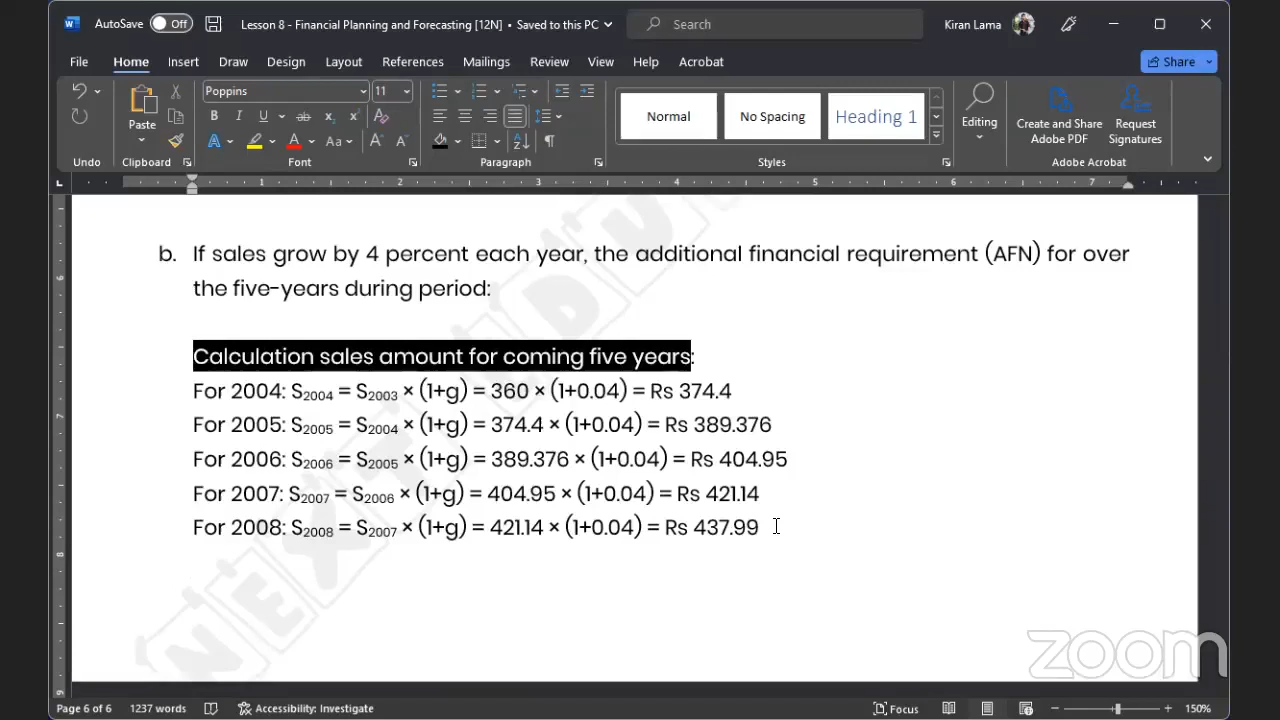 AutoSave Off Lesson 8 - Financial Planning and Forecasting [12N] • Saved to this PC Search Kiran Lama
File Home Insert Draw Design Layout References Mailings Review View Help Acrobat Share
Poppins 11
Paste
Normal No Spacing Heading 1
Editing
Create and Share Adobe PDF
Request Signatures
Undo Clipboard Font Paragraph Styles Adobe Acrobat
1 2 3 4 5 6 7
b. If sales grow by 4 percent each year, the additional financial requirement (AFN) for over
the five-years during period:
Calculation sales amount for coming five years:
For 2004: S₂₀₀₄ = S₂₀₀₃ × (1+g) = 360 × (1+0.04) = Rs 374.4
For 2005: S₂₀₀₅ = S₂₀₀₄ × (1+g) = 374.4 × (1+0.04) = Rs 389.376
For 2006: S₂₀₀₆ = S₂₀₀₅ × (1+g) = 389.376 × (1+0.04) = Rs 404.95
For 2007: S₂₀₀₇ = S₂₀₀₆ × (1+g) = 404.95 × (1+0.04) = Rs 421.14
For 2008: S₂₀₀₈ = S₂₀₀₇ × (1+g) = 421.14 × (1+0.04) = Rs 437.99
zoom
Page 6 of 6 1237 words Accessibility: Investigate Focus 150%